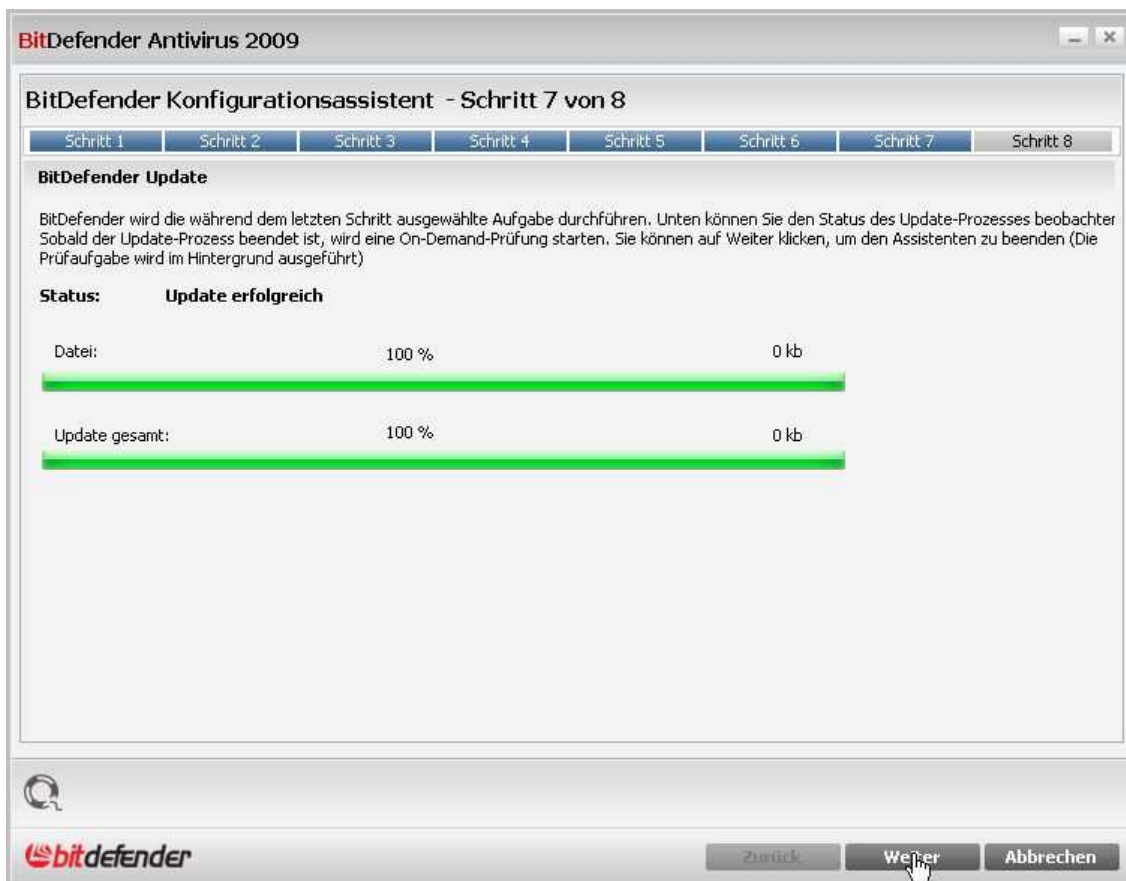 BitDefender Antivirus 2009
BitDefender Konfigurationsassistent - Schritt 7 von 8
Schritt 1 Schritt 2 Schritt 3 Schritt 4 Schritt 5 Schritt 6 Schritt 7 Schritt 8
BitDefender Update
BitDefender wird die während dem letzten Schritt ausgewählte Aufgabe durchführen. Unten können Sie den Status des Update-Prozesses beobachter
Sobald der Update-Prozess beendet ist, wird eine On-Demand-Prüfung starten. Sie können auf Weiter klicken, um den Assistenten zu beenden (Die
Prüfaufgabe wird im Hintergrund ausgeführt)
Status: Update erfolgreich
Datei: 100 % 0 kb
Update gesamt: 100 % 0 kb
bitdefender
Zurück Weiter Abbrechen